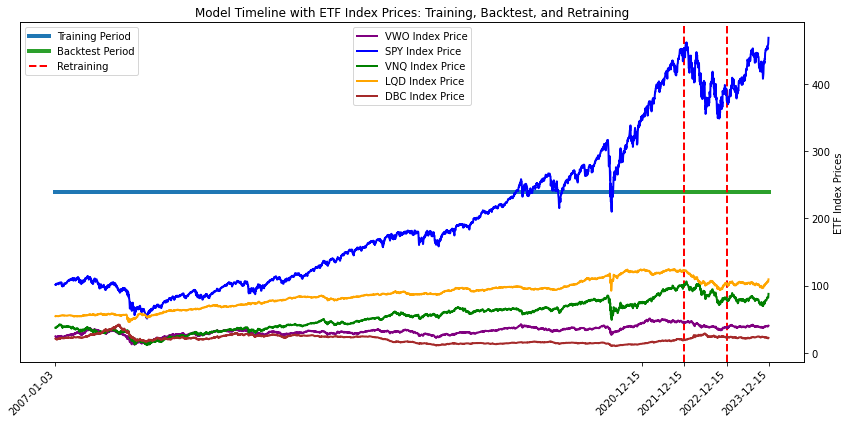 Model Timeline with ETF Index Prices: Training, Backtest, and Retraining
Training Period
Backtest Period
Retraining
VWO Index Price
SPY Index Price
VNQ Index Price
LQD Index Price
DBC Index Price
400
300
200
100
0
ETF Index Prices
2007-01-03
2020-12-15
2021-12-15
2022-12-15
2023-12-15